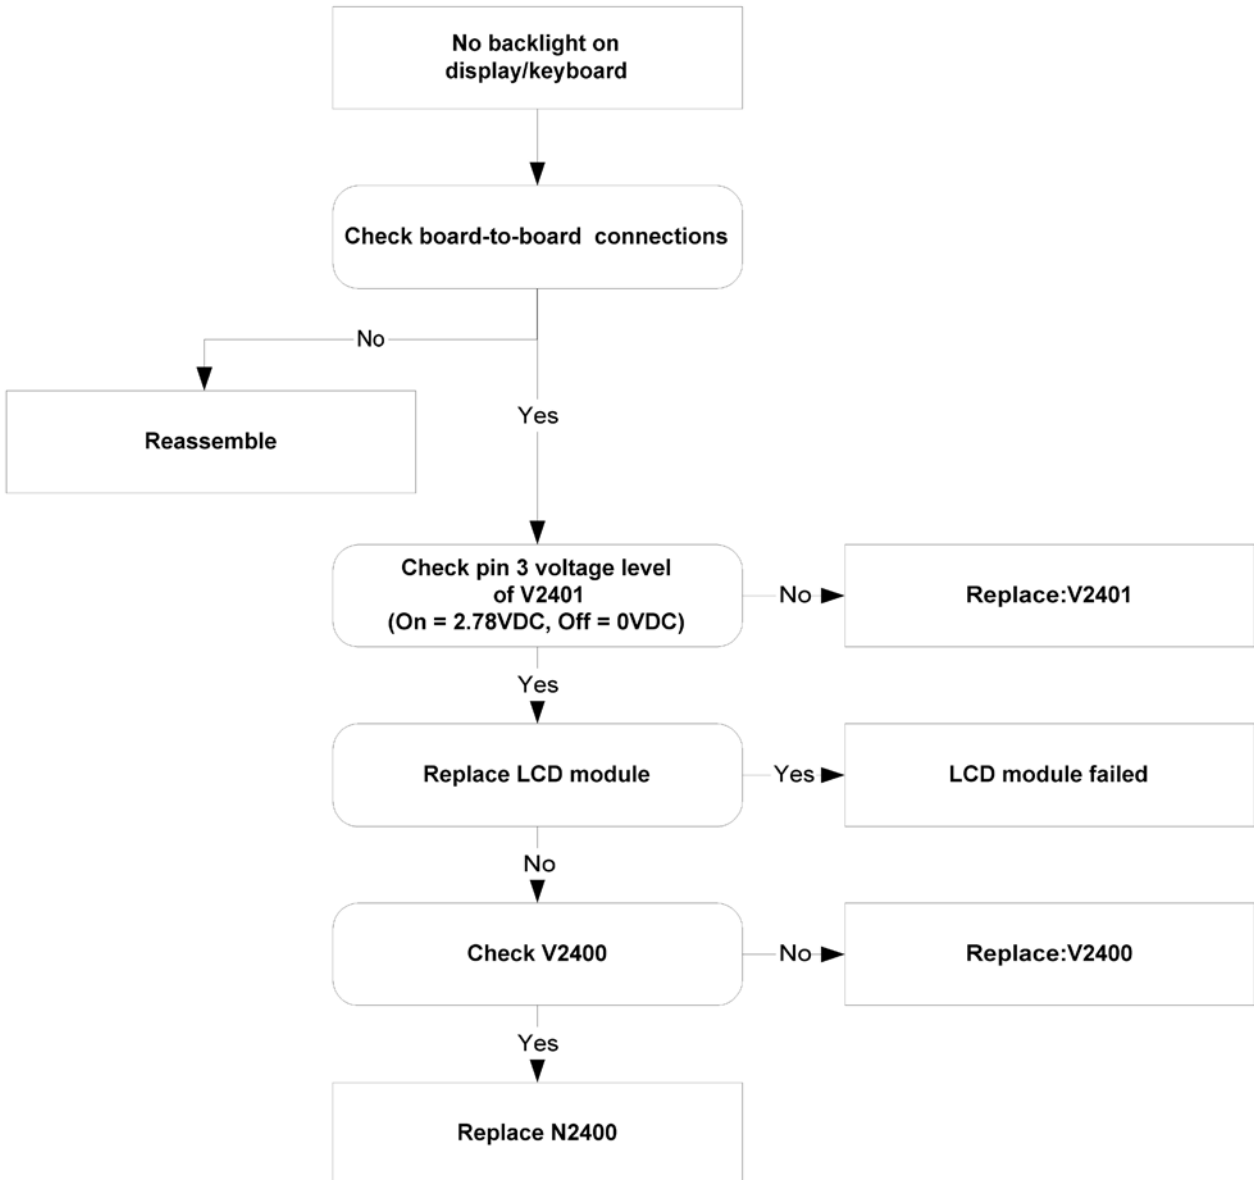 No backlight on
display/keyboard
Check board-to-board connections
No
Reassemble
Yes
Check pin 3 voltage level
of V2401
(On = 2.78VDC, Off = 0VDC)
No
Replace:V2401
Yes
Replace LCD module
Yes
LCD module failed
No
Check V2400
No
Replace:V2400
Yes
Replace N2400